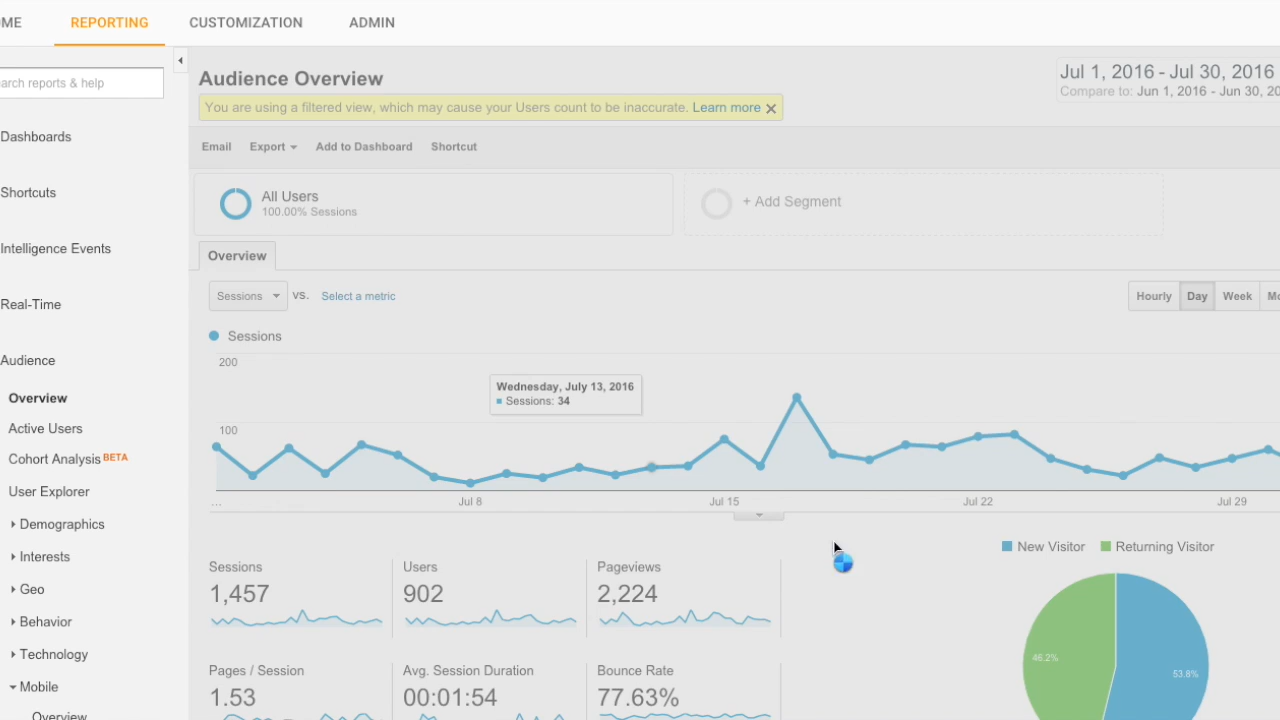 OME REPORTING CUSTOMIZATION ADMIN
arch reports & help
Dashboards
Shortcuts
Intelligence Events
Real-Time
Audience
Overview
Active Users
Cohort Analysis BETA
User Explorer
Demographics
Interests
Geo
Behavior
Technology
Mobile
Overview
Audience Overview
Jul 1, 2016 - Jul 30, 2016
Compare to: Jun 1, 2016 - Jun 30, 20
You are using a filtered view, which may cause your Users count to be inaccurate. Learn more
Email Export Add to Dashboard Shortcut
All Users
100.00% Sessions
+ Add Segment
Overview
Sessions VS. Select a metric
Hourly Day Week Mo
Sessions
200
100
Wednesday, July 13, 2016
Sessions: 34
... Jul 8 Jul 15 Jul 22 Jul 29
Sessions
1,457
Users
902
Pageviews
2,224
Pages / Session
1.53
Avg. Session Duration
00:01:54
Bounce Rate
77.63%
New Visitor Returning Visitor
46.2%
53.8%